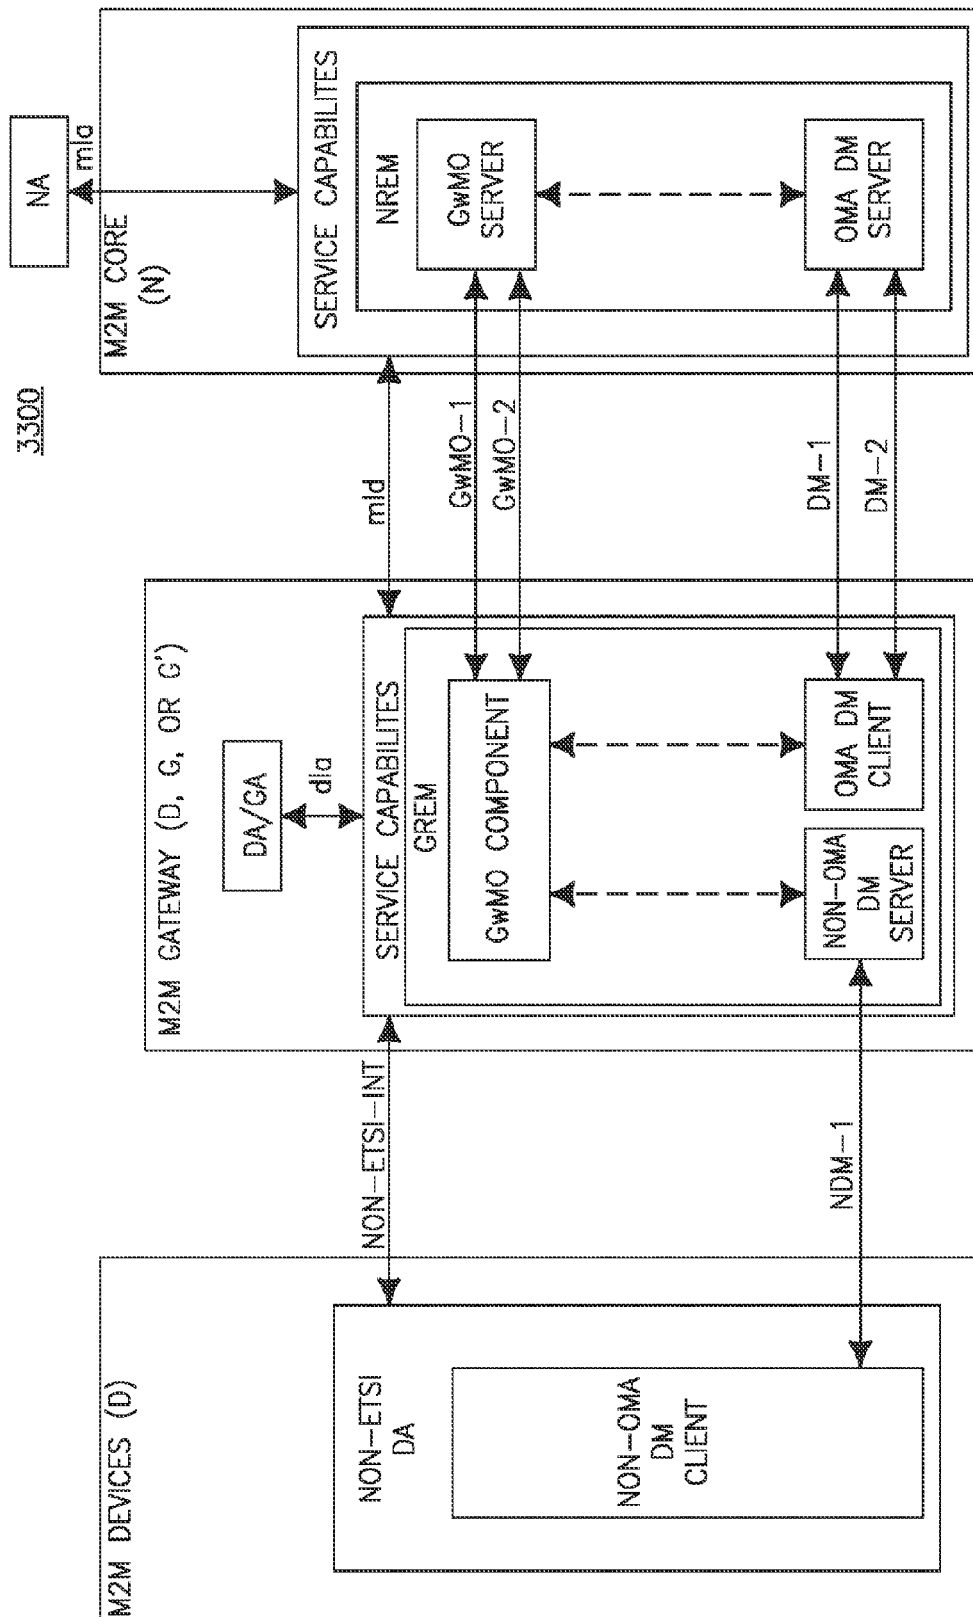 3300
M2M DEVICES (D)
NON-ETSI
DA
NON-OMA
DM
CLIENT
NON-ETSI-INT
NDM-1
M2M GATEWAY (D, G, OR G')
DA/GA
dIa
SERVICE CAPABILITES
GREM
GwMO COMPONENT
NON-OMA
DM
SERVER
OMA DM
CLIENT
mId
GwMO-1
GwMO-2
DM-1
DM-2
NA
mIa
M2M CORE
(N)
SERVICE CAPABILITES
NREM
GwMO
SERVER
OMA DM
SERVER